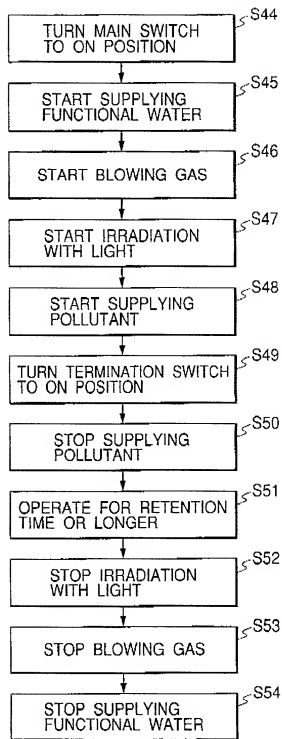 S44
TURN MAIN SWITCH
TO ON POSITION
S45
START SUPPLYING
FUNCTIONAL WATER
S46
START BLOWING GAS
S47
START IRRADIATION
WITH LIGHT
S48
START SUPPLYING
POLLUTANT
S49
TURN TERMINATION SWITCH
TO ON POSITION
S50
STOP SUPPLYING
POLLUTANT
S51
OPERATE FOR RETENTION
TIME OR LONGER
S52
STOP IRRADIATION
WITH LIGHT
S53
STOP BLOWING GAS
S54
STOP SUPPLYING
FUNCTIONAL WATER